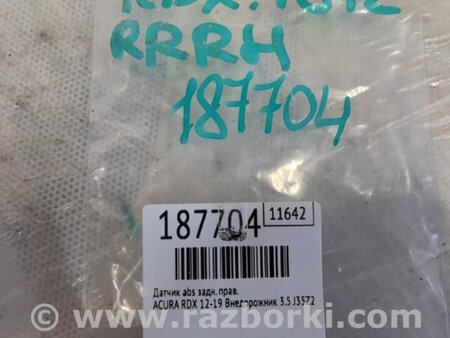 RDX
RRRH
187704
187704 11642
Датчик abs задн. прав.
ACURA RDX 12-19 Внедорожник 3.5 J35Z2
www.razborki.com